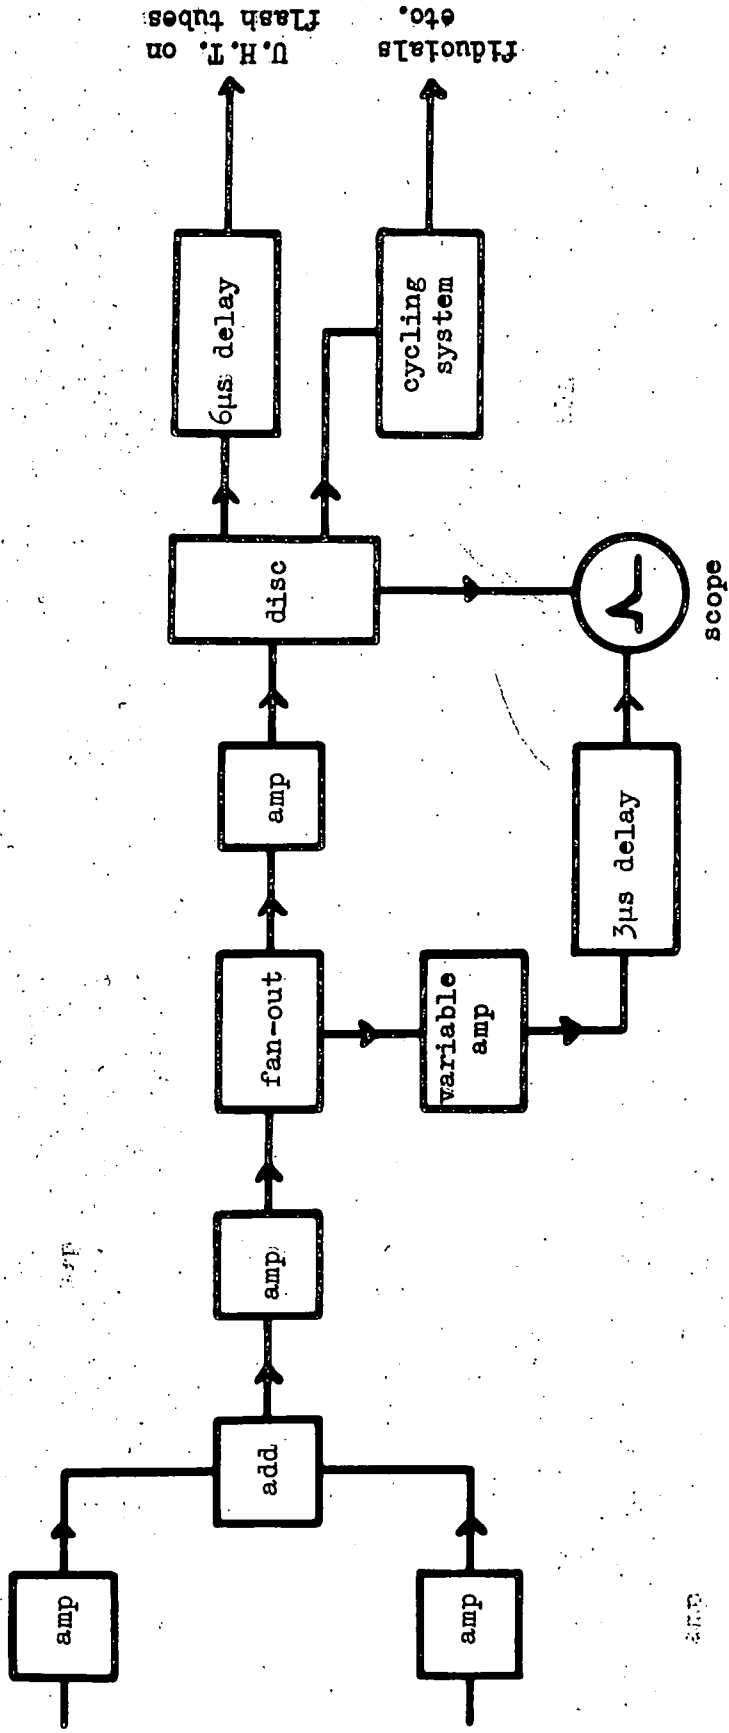 amp
amp
add
amp
fan-out
variable
amp
amp
3μs delay
disc
scope
6μs delay
cycling
system
U.H.T. on
flash tubes
fiducials
etc.